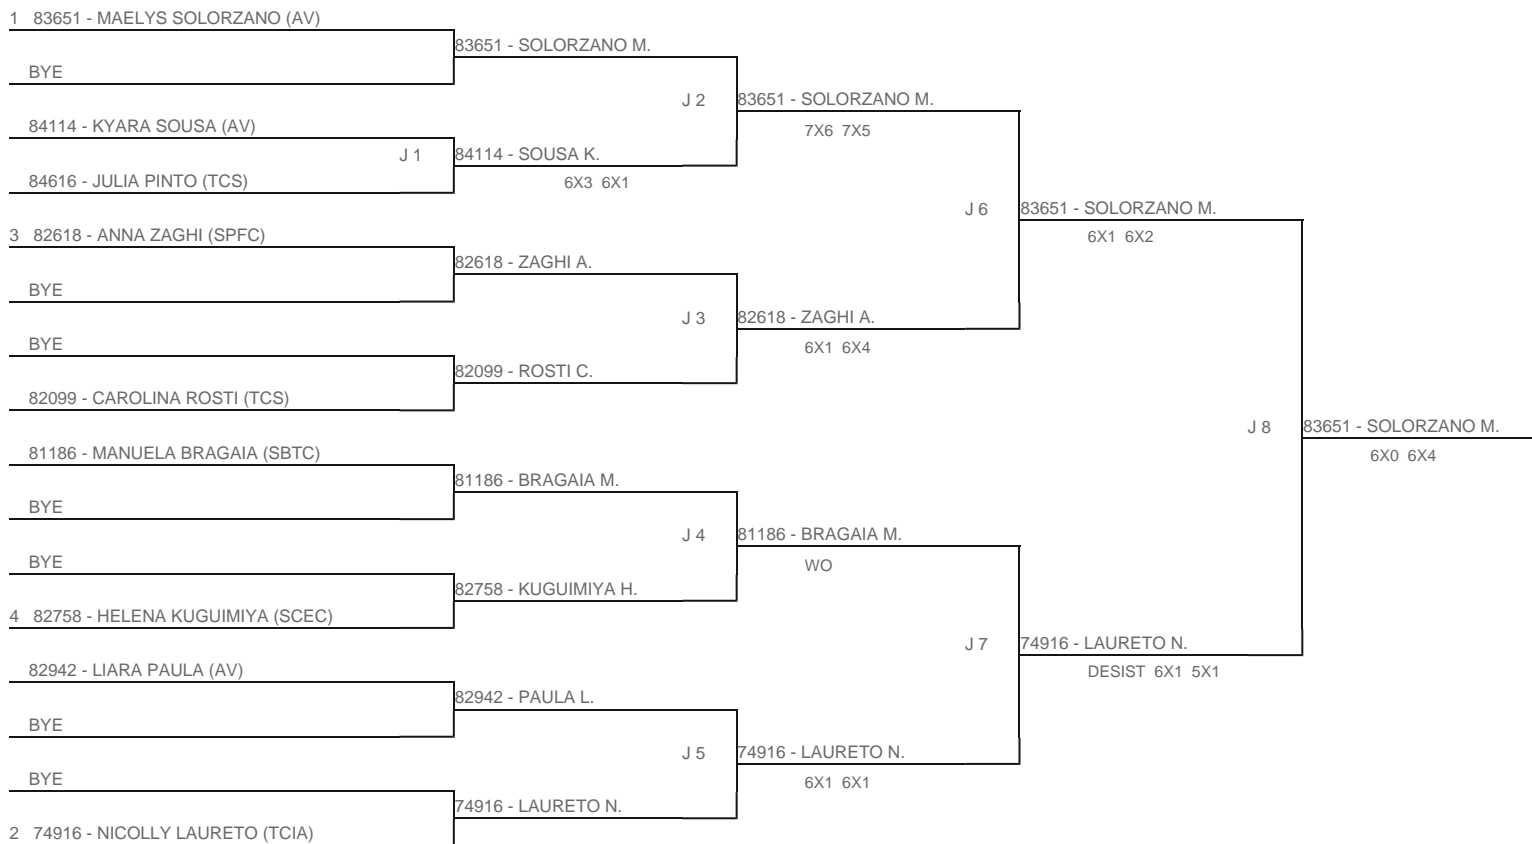 1 83651 - MAELYS SOLORZANO (AV)
83651 - SOLORZANO M.
BYE
J 2
83651 - SOLORZANO M.
84114 - KYARA SOUSA (AV)
7X6 7X5
J 1
84114 - SOUSA K.
84616 - JULIA PINTO (TCS)
6X3 6X1
J 6
83651 - SOLORZANO M.
3 82618 - ANNA ZAGHI (SPFC)
6X1 6X2
82618 - ZAGHI A.
BYE
J 3
82618 - ZAGHI A.
BYE
6X1 6X4
82099 - ROSTI C.
82099 - CAROLINA ROSTI (TCS)
J 8
83651 - SOLORZANO M.
81186 - MANUELA BRAGAIA (SBTC)
6X0 6X4
81186 - BRAGAIA M.
BYE
J 4
81186 - BRAGAIA M.
BYE
WO
82758 - KUGUIMIYA H.
4 82758 - HELENA KUGUIMIYA (SCEC)
J 7
74916 - LAURETO N.
82942 - LIARA PAULA (AV)
DESIST 6X1 5X1
82942 - PAULA L.
BYE
J 5
74916 - LAURETO N.
BYE
6X1 6X1
74916 - LAURETO N.
2 74916 - NICOLLY LAURETO (TCIA)